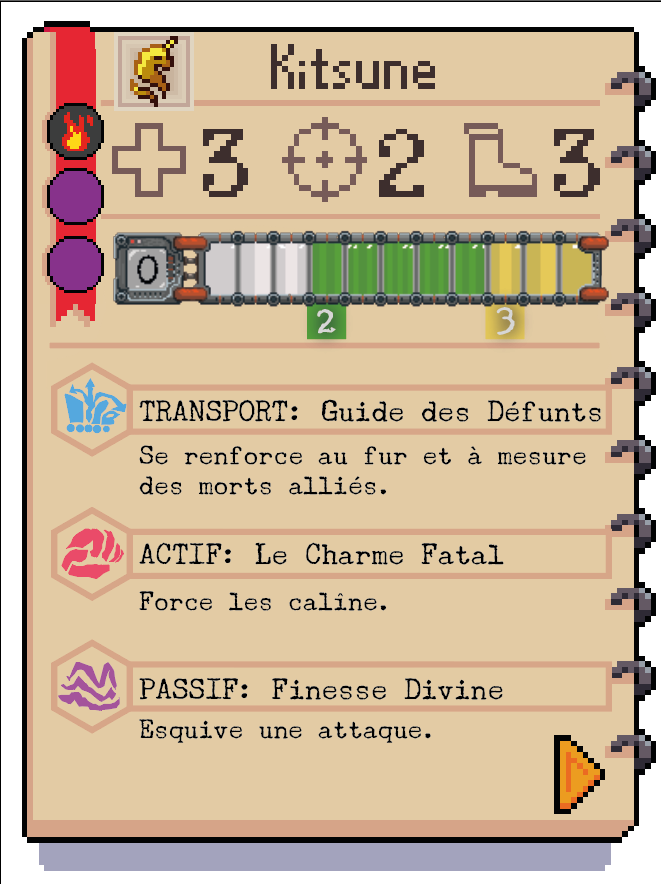 Kitsune
3 2 3
0
2 3
TRANSPORT: Guide des Défunts
Se renforce au fur et à mesure
des morts alliés.
ACTIF: Le Charme Fatal
Force les caline.
PASSIF: Finesse Divine
Esquive une attaque.